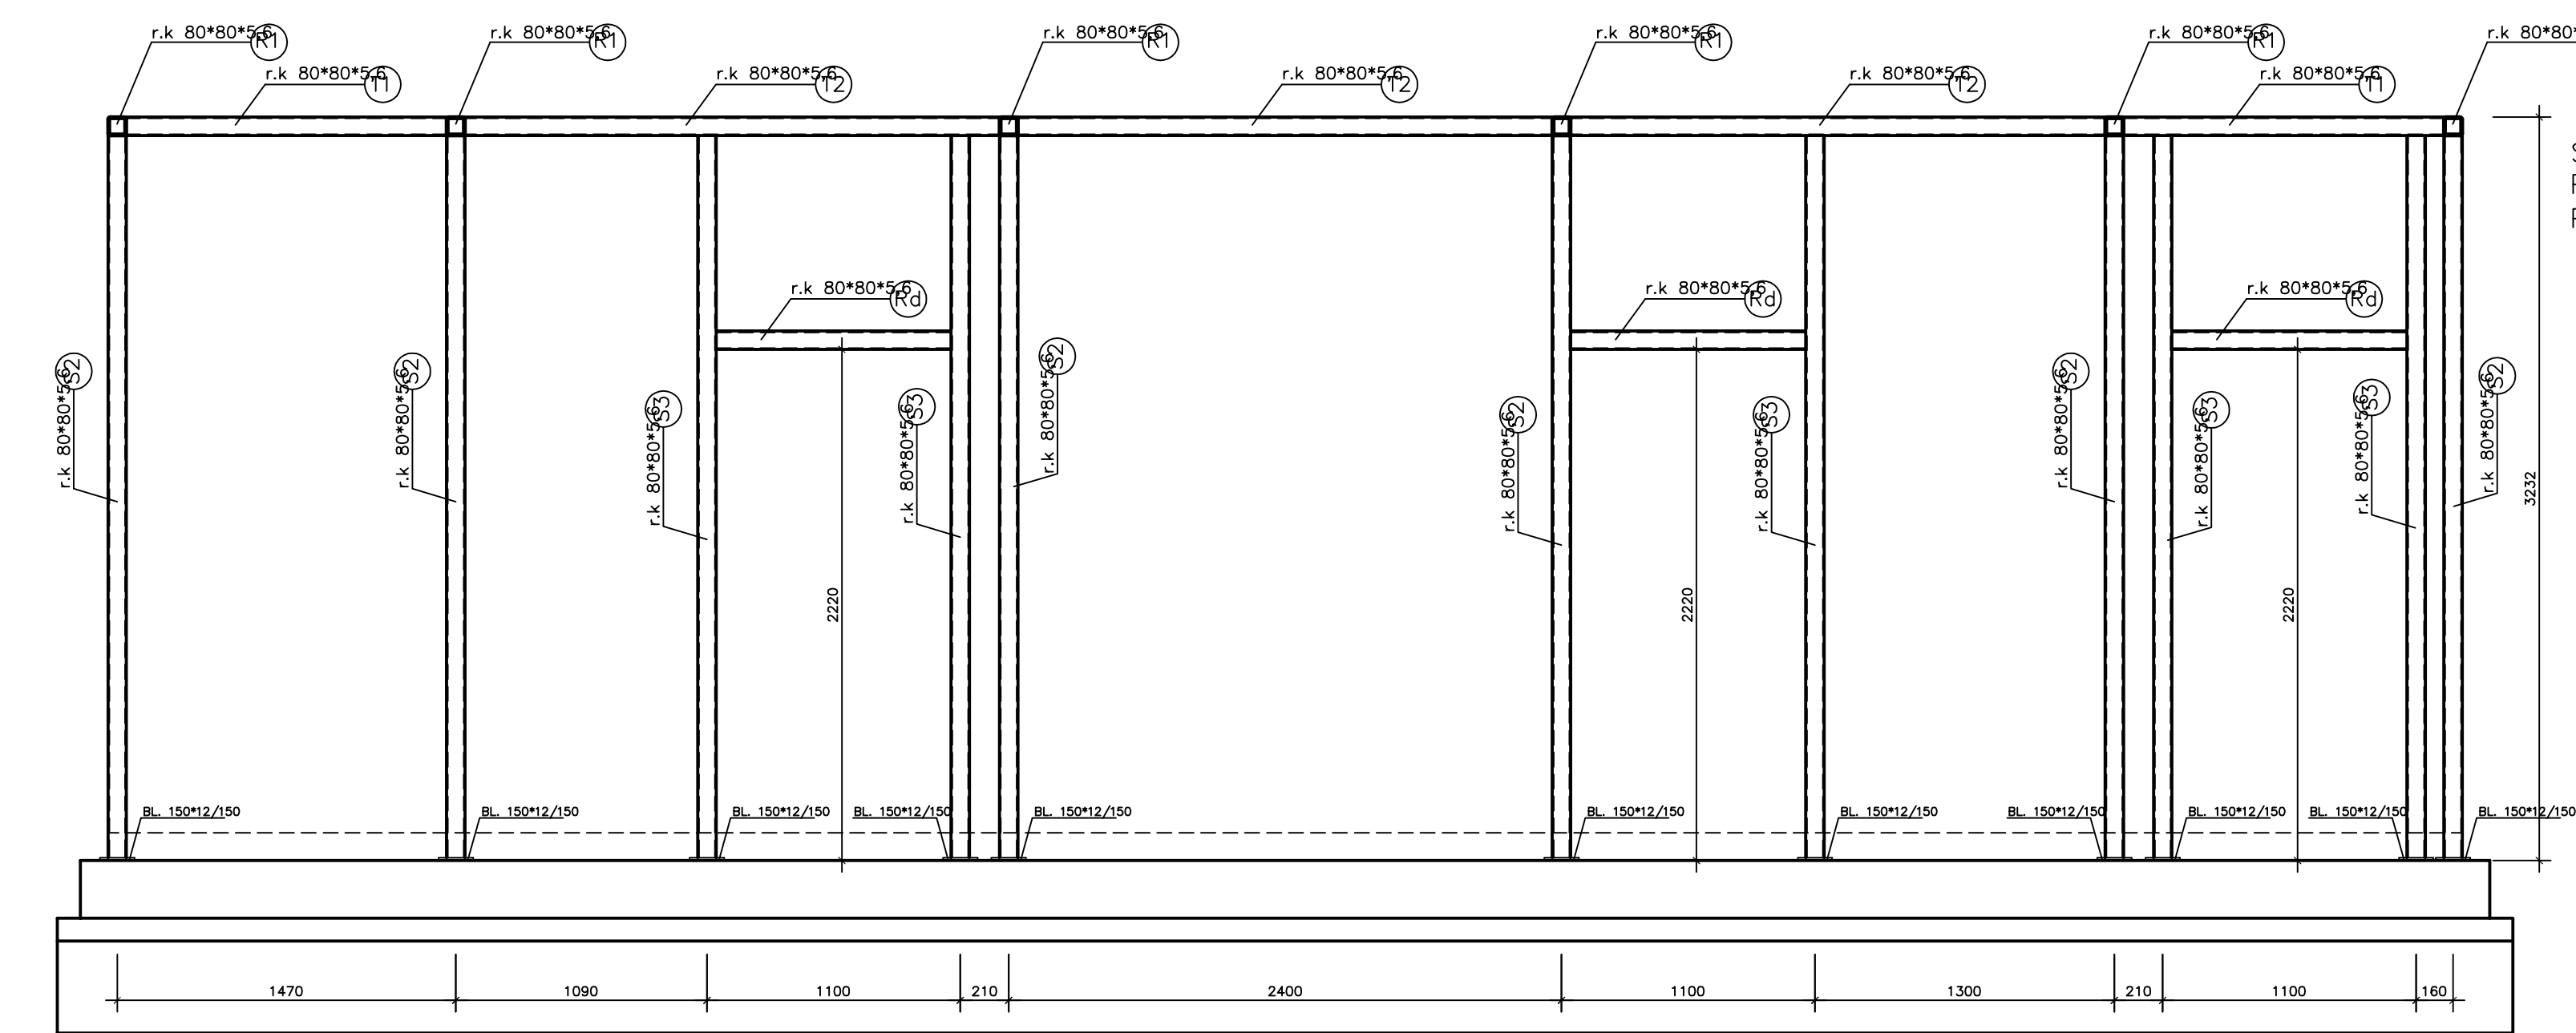 r.k 80*80*5,6 R1
r.k 80*80*5,6 R1
r.k 80*80*5,6 R1
r.k 80*80*5,6 R1
r.k 80*80*5,6 R1
r.k 80*80*
r.k 80*80*5,6 T1
r.k 80*80*5,6 T2
r.k 80*80*5,6 T2
r.k 80*80*5,6 T2
r.k 80*80*5,6 T1
r.k 80*80*5,6 Rd
r.k 80*80*5,6 Rd
r.k 80*80*5,6 Rd
r.k 80*80*5,6 S2
r.k 80*80*5,6 S2
r.k 80*80*5,6 S3
r.k 80*80*5,6 S3
r.k 80*80*5,6 S2
r.k 80*80*5,6 S2
r.k 80*80*5,6 S3
r.k 80*80*5,6 S2
r.k 80*80*5,6 S3
r.k 80*80*5,6 S3
r.k 80*80*5,6 S2
3232
2220
2220
2220
BL. 150*12/150
BL. 150*12/150
BL. 150*12/150
BL. 150*12/150
BL. 150*12/150
BL. 150*12/150
BL. 150*12/150
BL. 150*12/150
BL. 150*12/150
BL. 150*12/150
BL. 150*12/150
1470
1090
1100
210
2400
1100
1300
210
1100
160